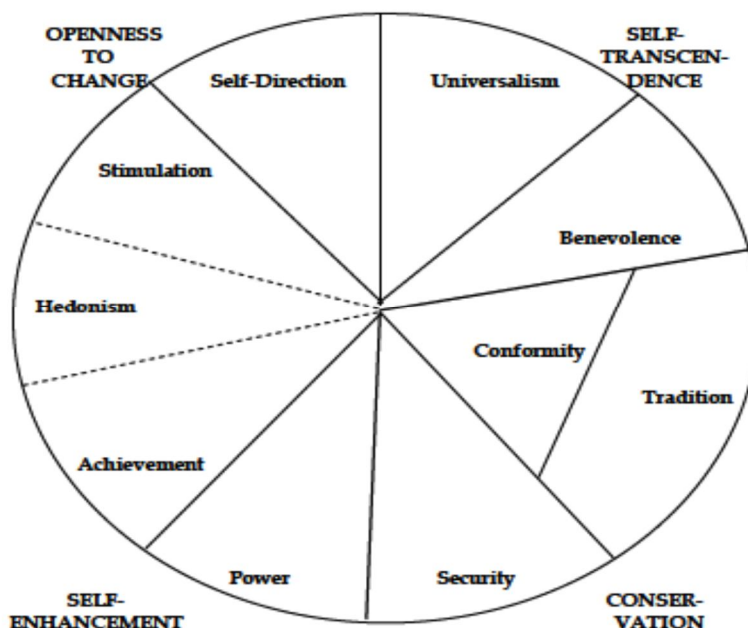 OPENNESS
TO
CHANGE
SELF-
TRANSCEN-
DENCE
Self-Direction
Universalism
Stimulation
Benevolence
Hedonism
Conformity
Tradition
Achievement
Power
Security
SELF-
ENHANCEMENT
CONSER-
VATION